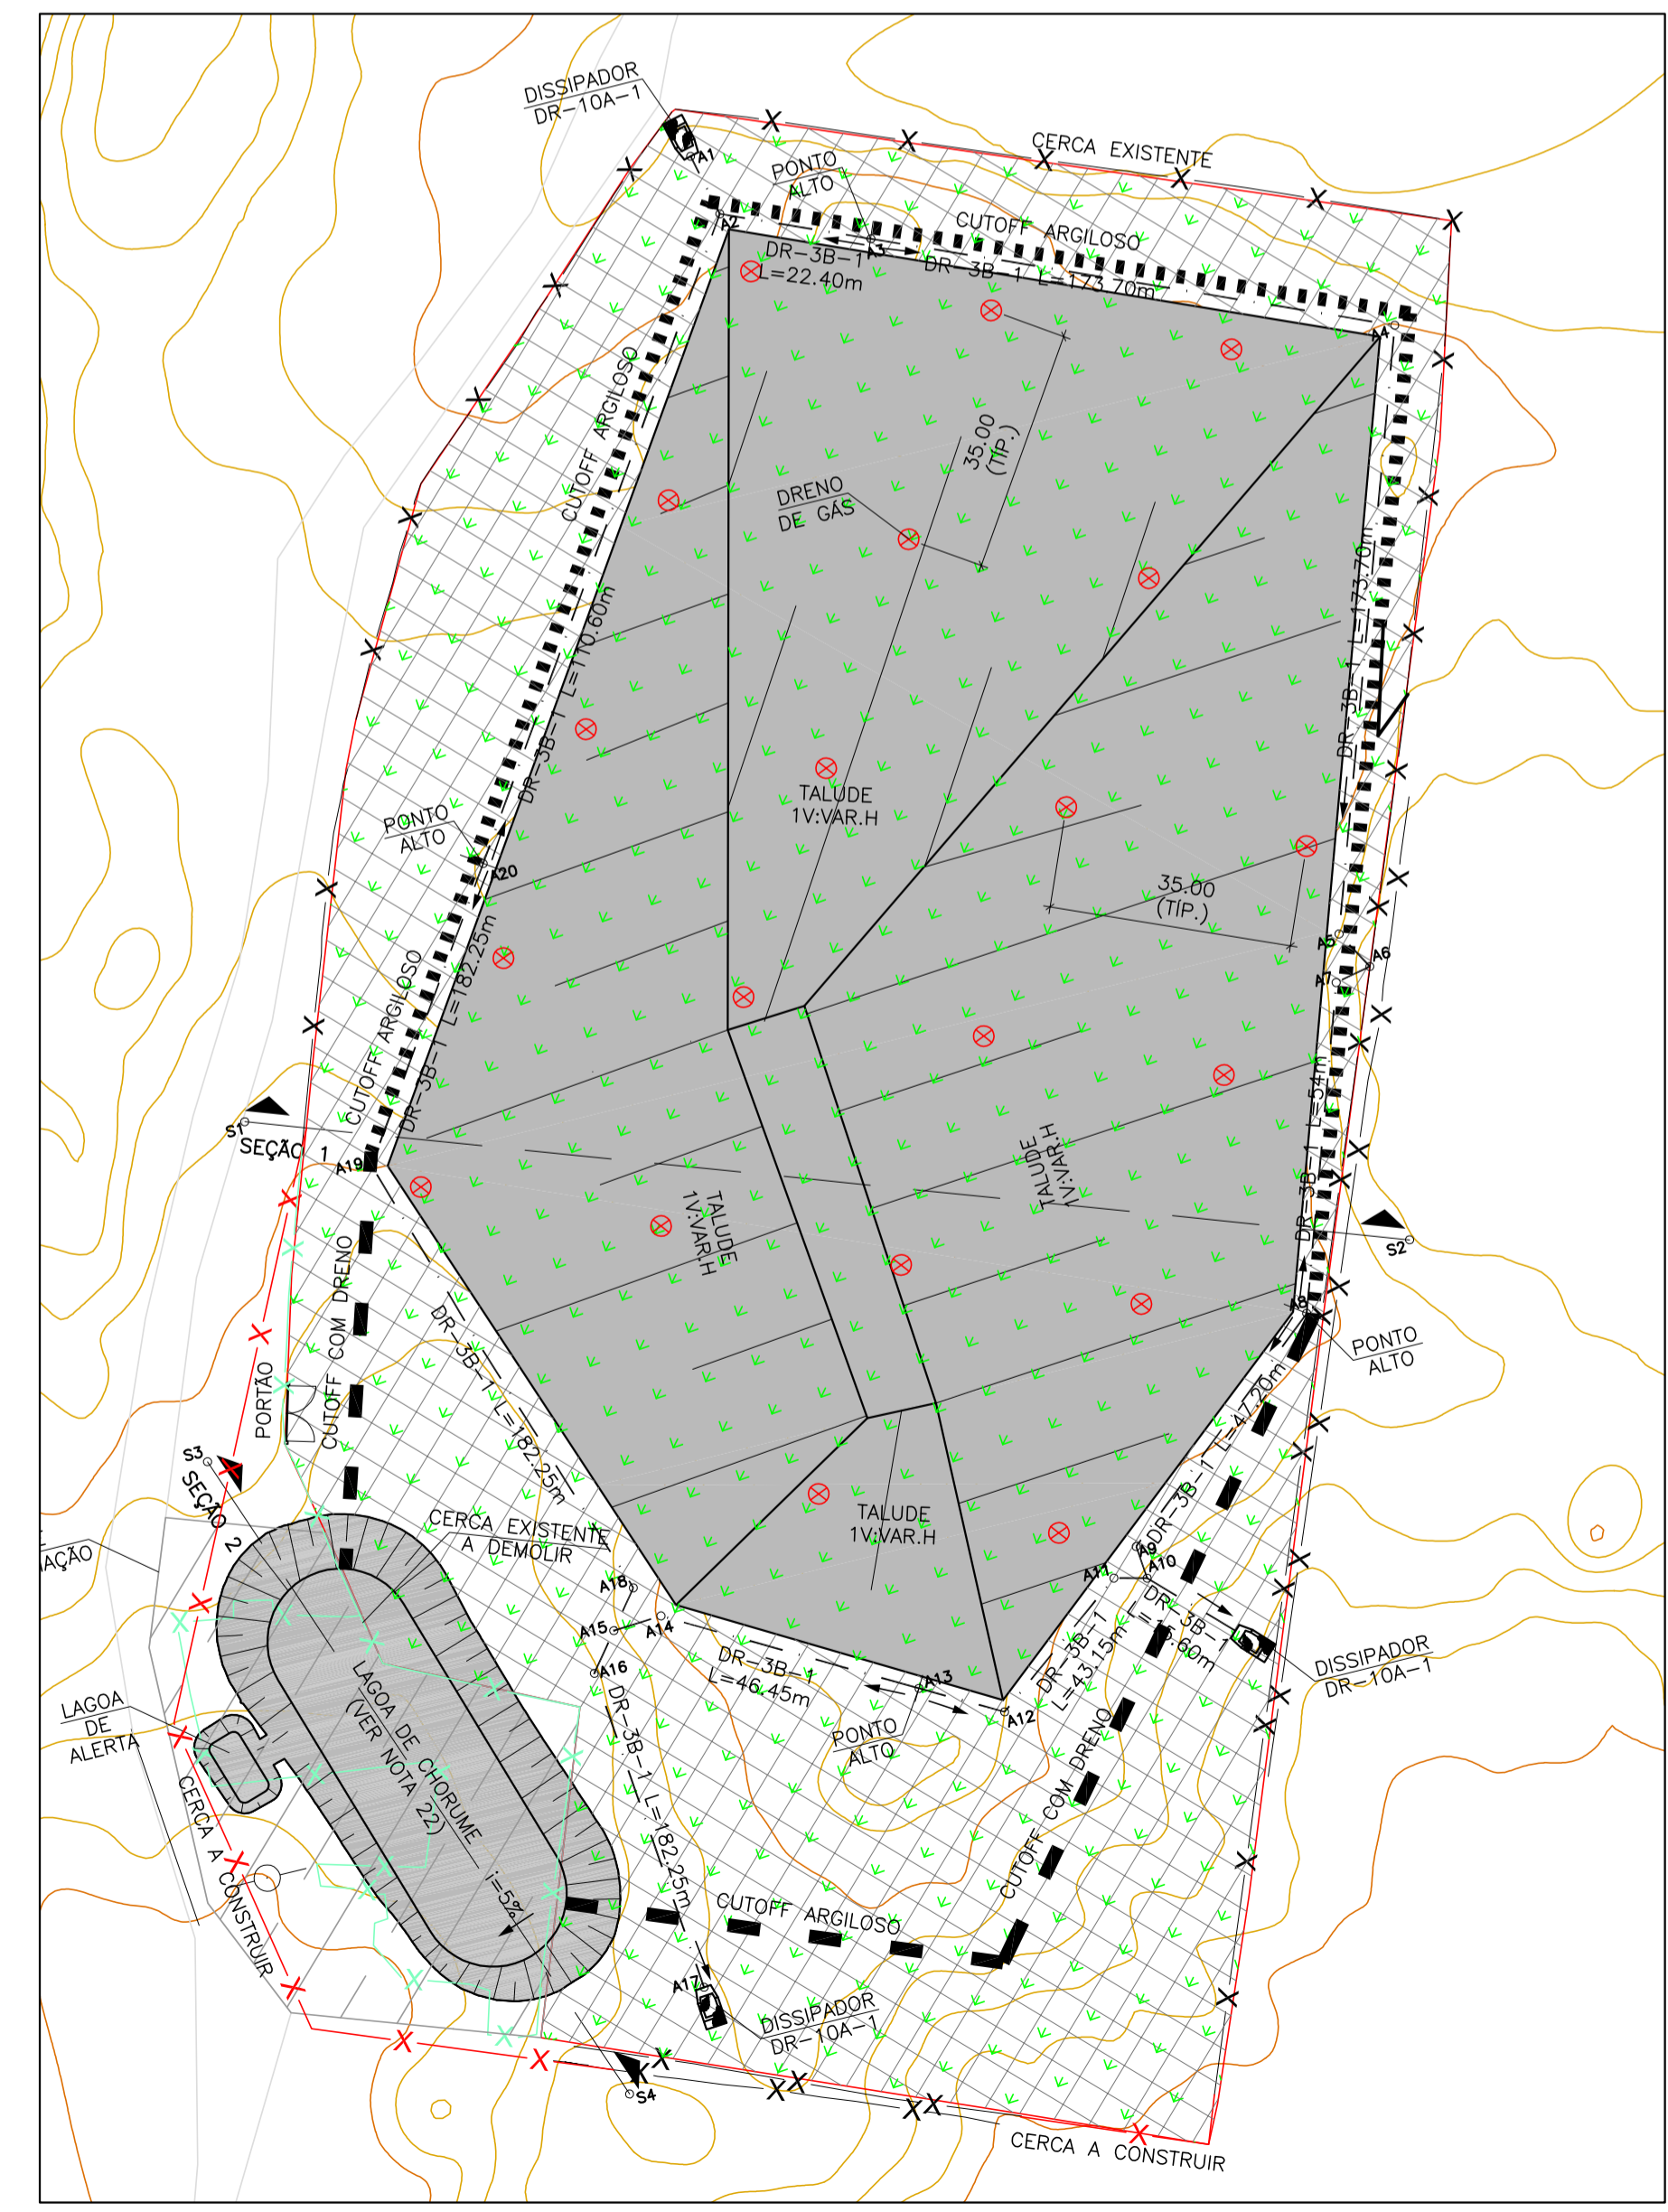 DISSIPADOR
DR-10A-1
A1
CERCA EXISTENTE
PONTO
ALTO
A2
CUTOFF ARGILOSO
A3
DR-3B-1
L=22.40m
DR-3B-1 L=173.70m
A4
CUTOFF ARGILOSO
35.00
(TÍP.)
DRENO
DE GÁS
DR-3B-1 L=173.70m
DR-3B-1 L=110.60m
TALUDE
1V:VAR.H
PONTO
ALTO
A20
35.00
(TÍP.)
A5
A6
A7
DR-3B-1 L=182.25m
CUTOFF ARGILOSO
DR-3B-1 L=54m
S1
SEÇÃO 1
A19
TALUDE
1V:VAR.H
TALUDE
1V:VAR.H
S2
A8
PONTO
ALTO
CUTOFF COM DRENO
PORTÃO
DR-3B-1 L=182.25m
DR-3B-1 L=47.20m
S3
SEÇÃO 2
CERCA EXISTENTE
A DEMOLIR
TALUDE
1V:VAR.H
A9
A10
A11
A18
A15
A14
A16
DR-3B-1
L=46.45m
A13
A12
PONTO
ALTO
DR-3B-1
L=43.15m
DR-3B-1
DISSIPADOR
DR-10A-1
LAGOA
DE
ALERTA
LAGOA DE CHORUME
(VER NOTA 22)
i=5%
CERCA A CONSTRUIR
DR-3B-1 L=182.25m
CUTOFF COM DRENO
CUTOFF ARGILOSO
A17
DISSIPADOR
DR-10A-1
S4
CERCA A CONSTRUIR